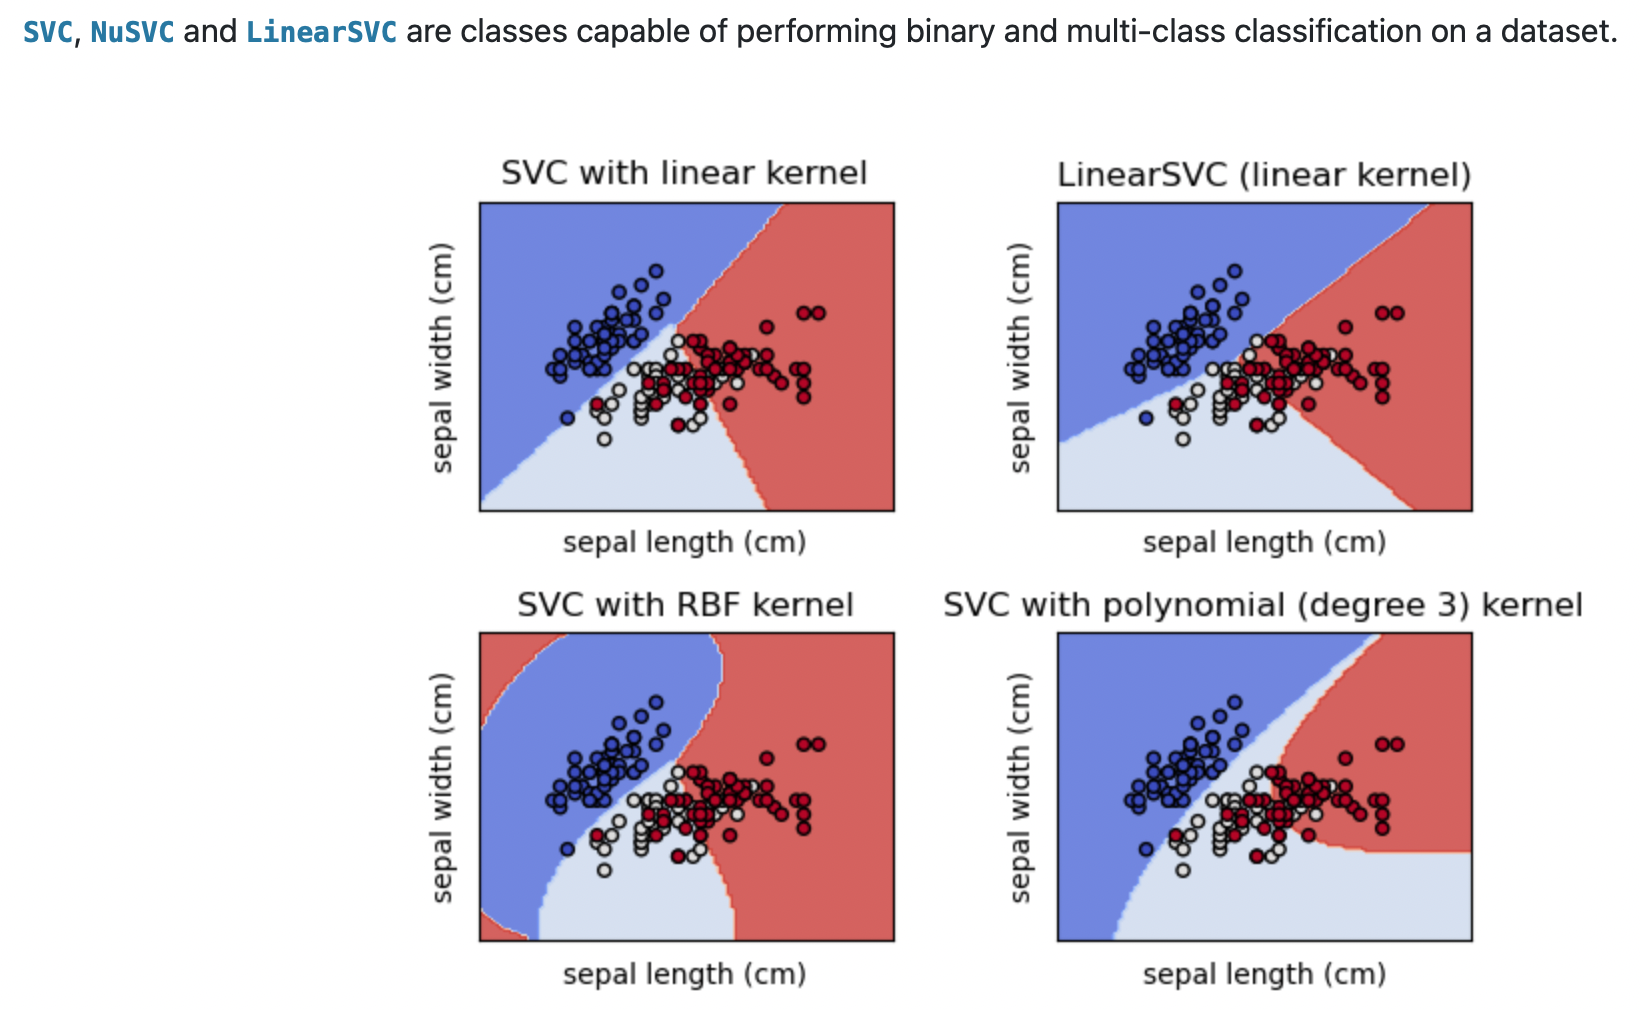 SVC, NuSVC and LinearSVC are classes capable of performing binary and multi-class classification on a dataset.
SVC with linear kernel
sepal width (cm)
sepal length (cm)
LinearSVC (linear kernel)
sepal width (cm)
sepal length (cm)
SVC with RBF kernel
sepal width (cm)
sepal length (cm)
SVC with polynomial (degree 3) kernel
sepal width (cm)
sepal length (cm)